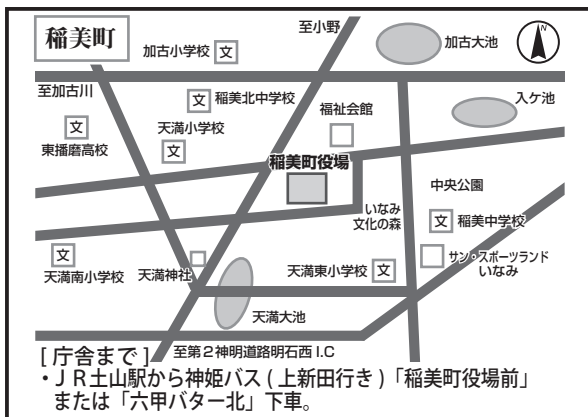 稲美町
至小野
N
加古小学校 文
加古大池
至加古川
文 稲美北中学校
入ケ池
文
東播磨高校
天満小学校
文
福祉会館
稲美町役場
中央公園
いなみ
文化の森
文 稲美中学校
文
天満南小学校
天満神社
天満東小学校 文
サン・スポーツランド
いなみ
天満大池
[ 庁舎まで ]
至第２神明道路明石西 I.C
・ＪＲ土山駅から神姫バス ( 上新田行き )「稲美町役場前」
または「六甲バター北」下車。